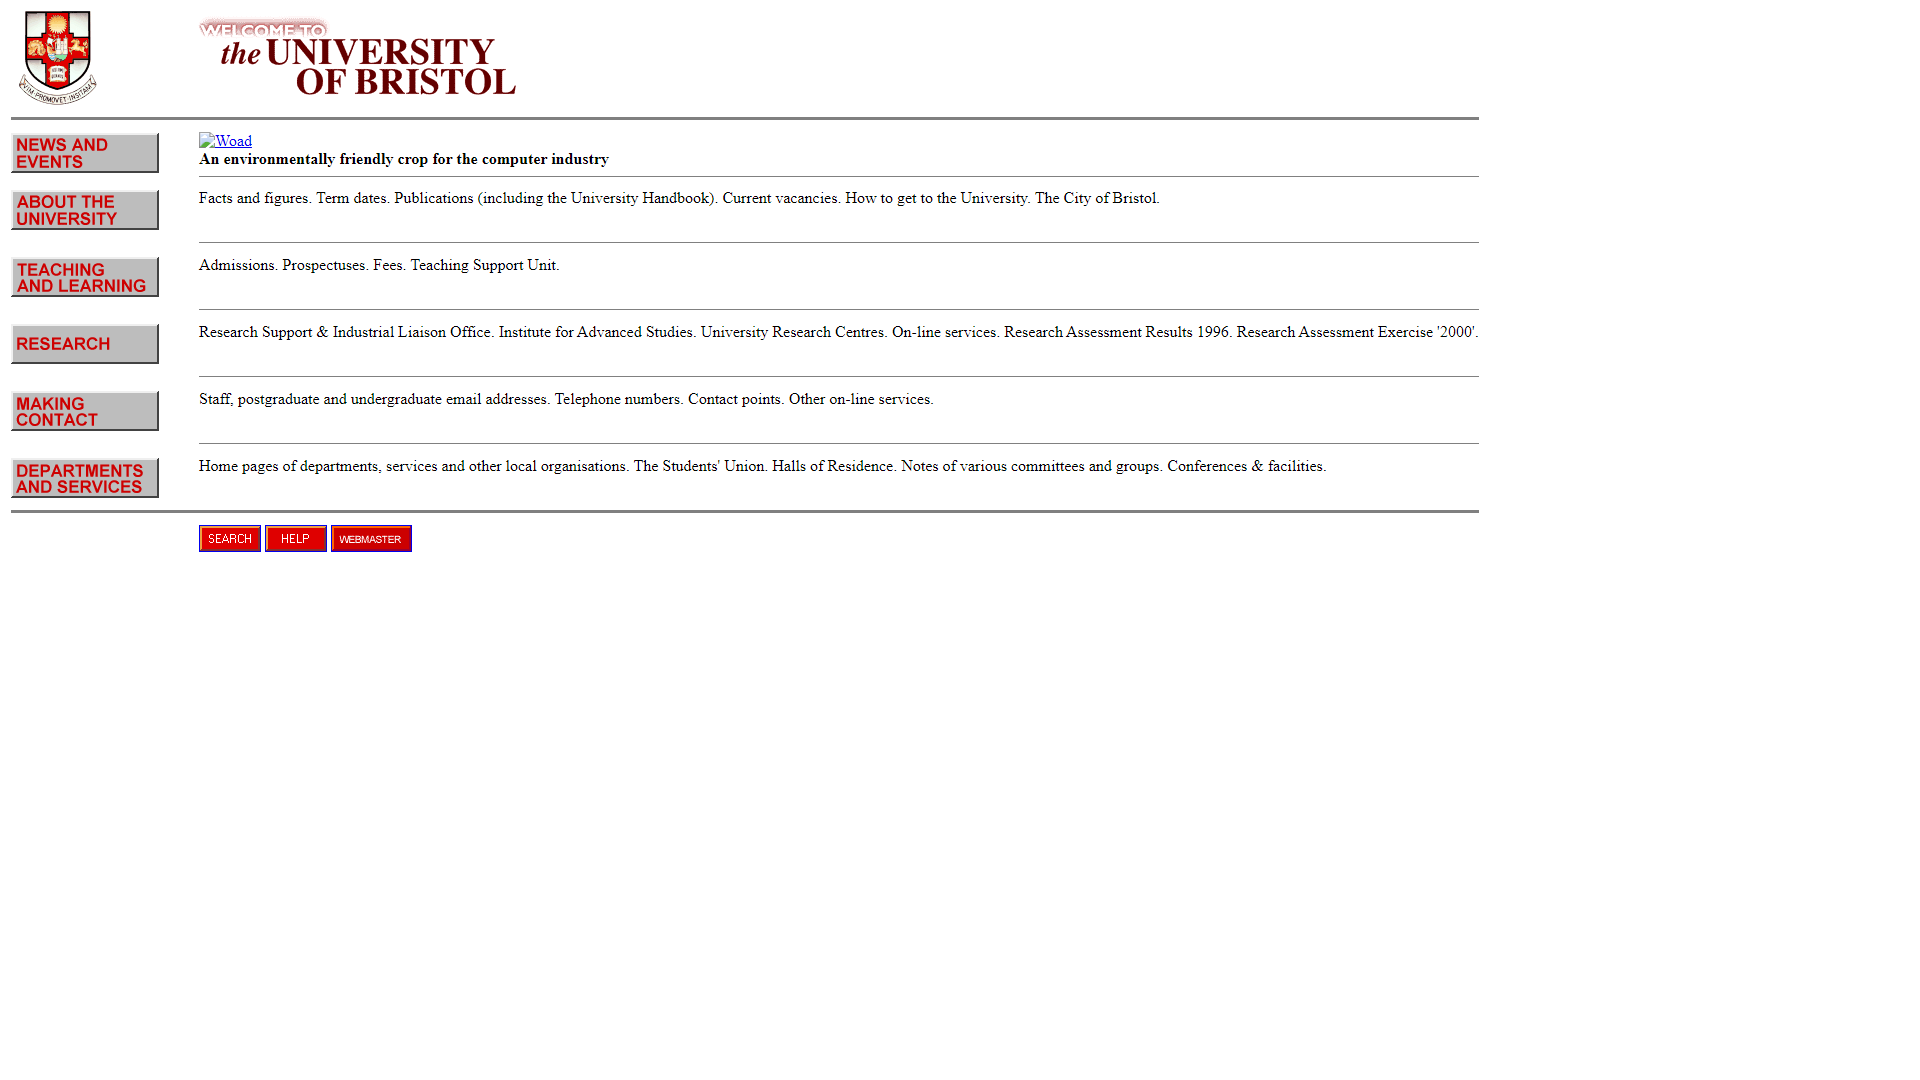 VIM PROMOVET INSITAM
WELCOME TO
the UNIVERSITY
OF BRISTOL
NEWS AND
EVENTS
Woad
An environmentally friendly crop for the computer industry
ABOUT THE
UNIVERSITY
Facts and figures. Term dates. Publications (including the University Handbook). Current vacancies. How to get to the University. The City of Bristol.
TEACHING
AND LEARNING
Admissions. Prospectuses. Fees. Teaching Support Unit.
RESEARCH
Research Support & Industrial Liaison Office. Institute for Advanced Studies. University Research Centres. On-line services. Research Assessment Results 1996. Research Assessment Exercise '2000'.
MAKING
CONTACT
Staff, postgraduate and undergraduate email addresses. Telephone numbers. Contact points. Other on-line services.
DEPARTMENTS
AND SERVICES
Home pages of departments, services and other local organisations. The Students' Union. Halls of Residence. Notes of various committees and groups. Conferences & facilities.
SEARCH HELP WEBMASTER